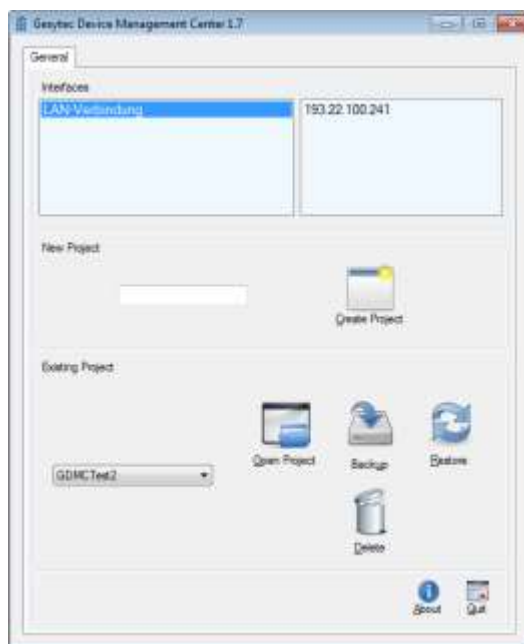 Gesytec Device Management Center 1.7
General
Interfaces
LAN-Verbindung
193.22.100.241
New Project
Create Project
Existing Project
GDMCTest2
Open Project
Backup
Restore
Delete
About
Quit